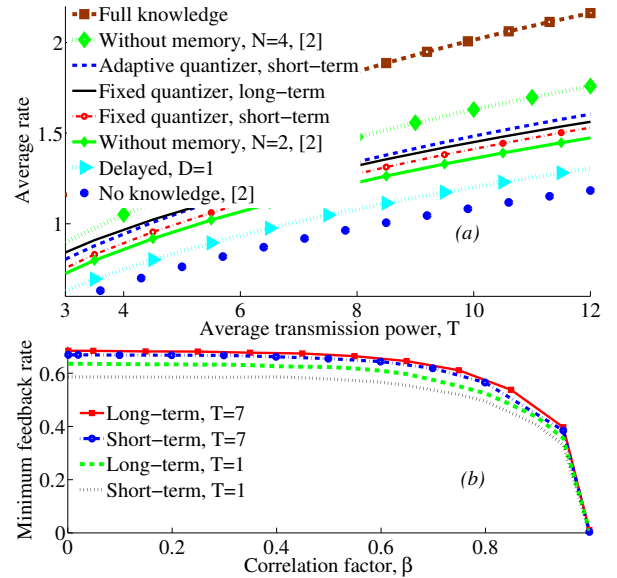 2
1.5
1
Average rate
Full knowledge
Without memory, N=4, [2]
Adaptive quantizer, short−term
Fixed quantizer, long−term
Fixed quantizer, short−term
Without memory, N=2, [2]
Delayed, D=1
No knowledge, [2]
(a)
3 4 6 8 10 12
Average transmission power, T
0.6
0.4
0.2
0
Minimum feedback rate
Long−term, T=7
Short−term, T=7
Long−term, T=1
Short−term, T=1
(b)
0 0.2 0.4 0.6 0.8
Correlation factor, β